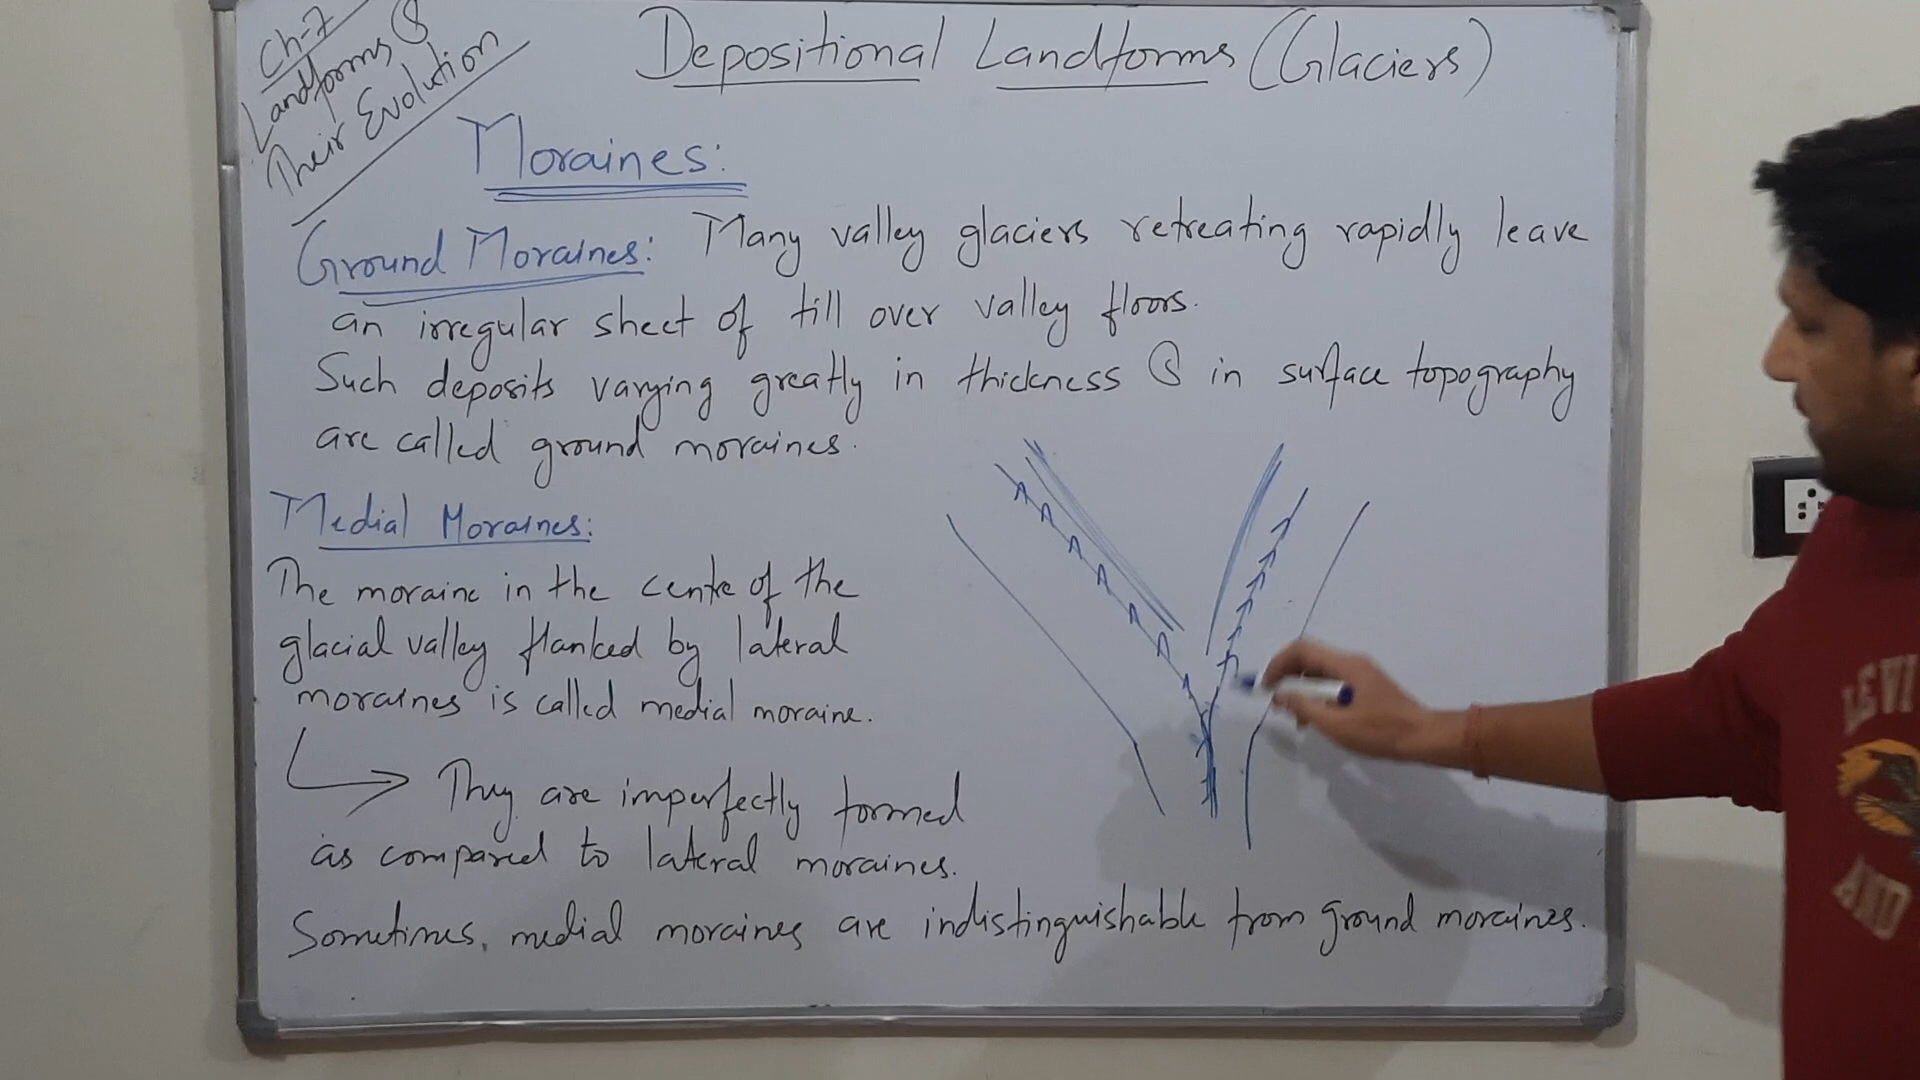 Ch-7
Landforms &
Their Evolution
Depositional Landforms (Glaciers)
Moraines:
Ground Moraines: Many valley glaciers retreating rapidly leave
an irregular sheet of till over valley floors.
Such deposits varying greatly in thickness & in surface topography
are called ground moraines.
Medial Moraines:
The moraine in the centre of the
glacial valley flanked by lateral
moraines is called medial moraine.
They are imperfectly formed
as compared to lateral moraines.
Sometimes, medial moraines are indistinguishable from ground moraines.
LEVI
AND